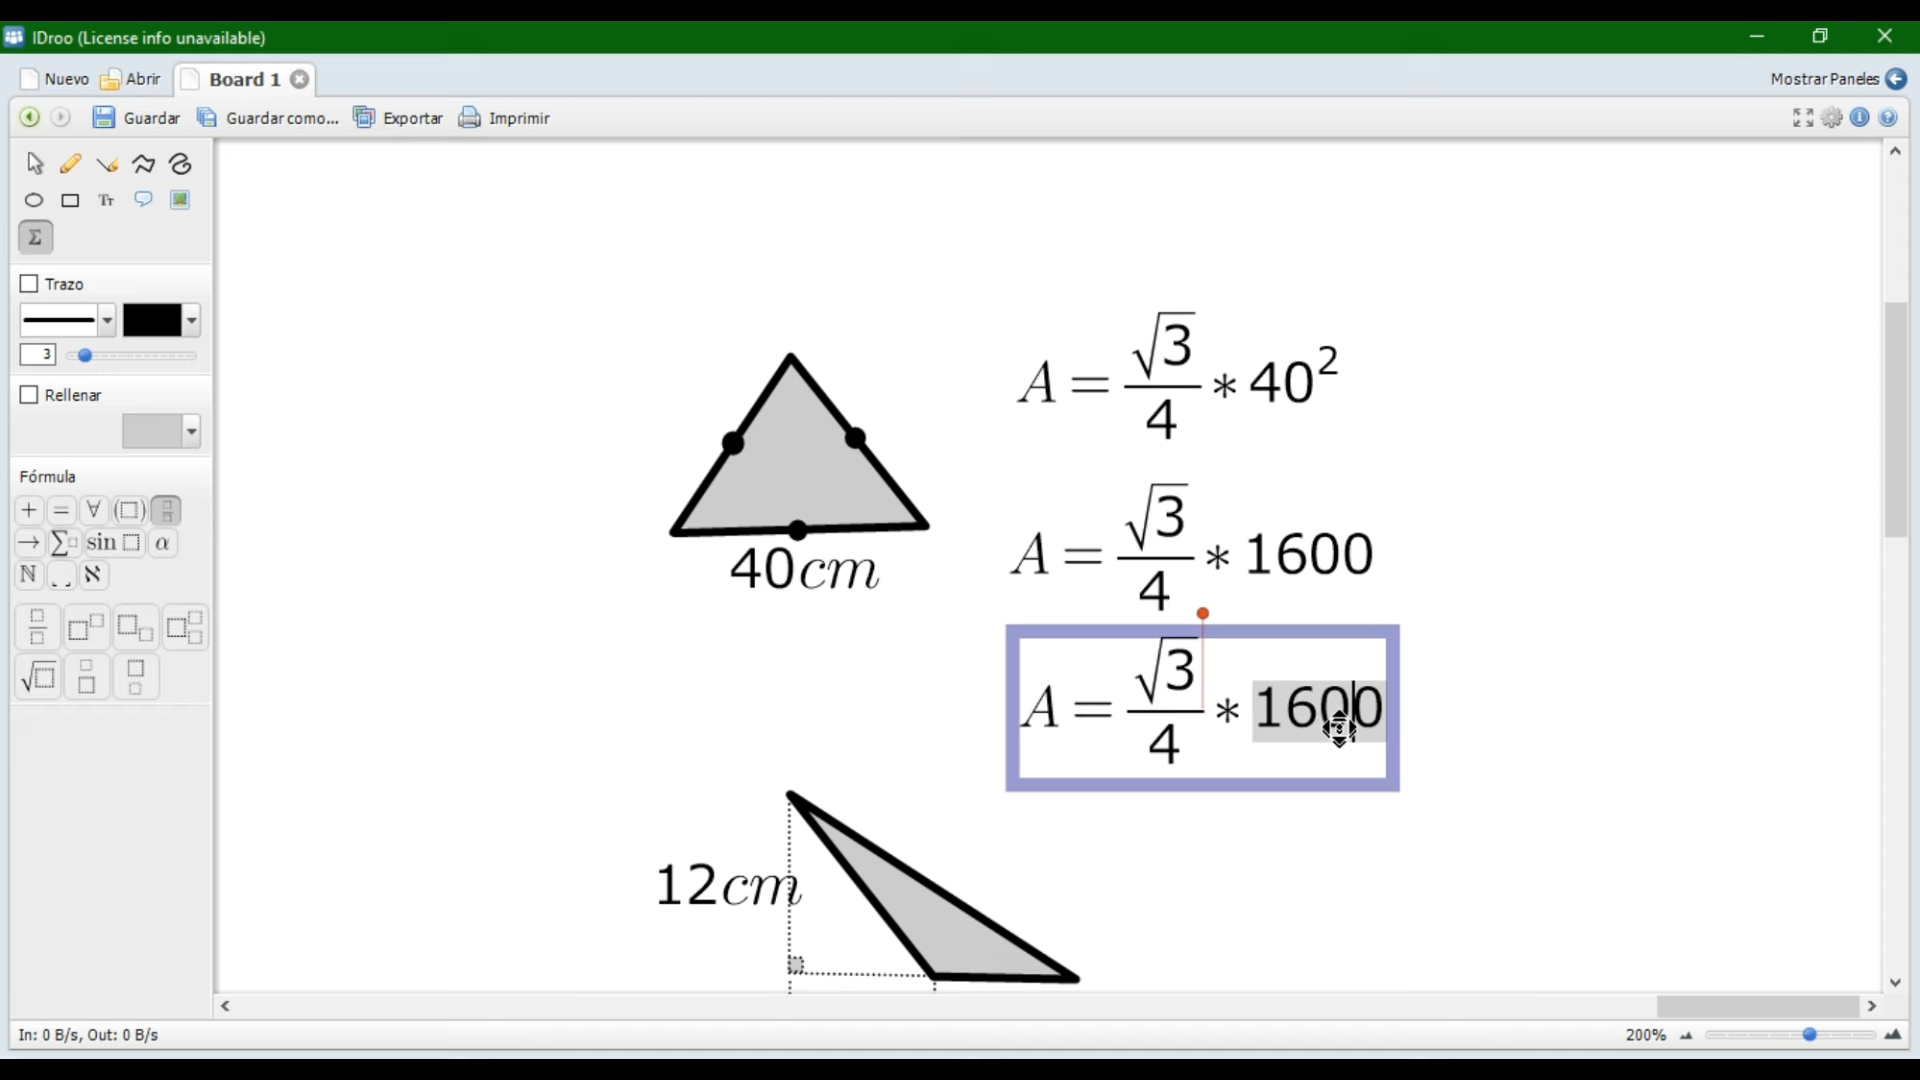 IDroo (License info unavailable)
Nuevo Abrir Board 1 Mostrar Paneles
Guardar Guardar como... Exportar Imprimir
Tт
Σ
Trazo
3
Rellenar
Fórmula
+ = ∀ (□) □/□
→ ∑□ sin □ α
ℕ ℵ
√□
A = √3/4 * 40²
40cm
A = √3/4 * 1600
A = √3/4 * 1600
12cm
In: 0 B/s, Out: 0 B/s 200%